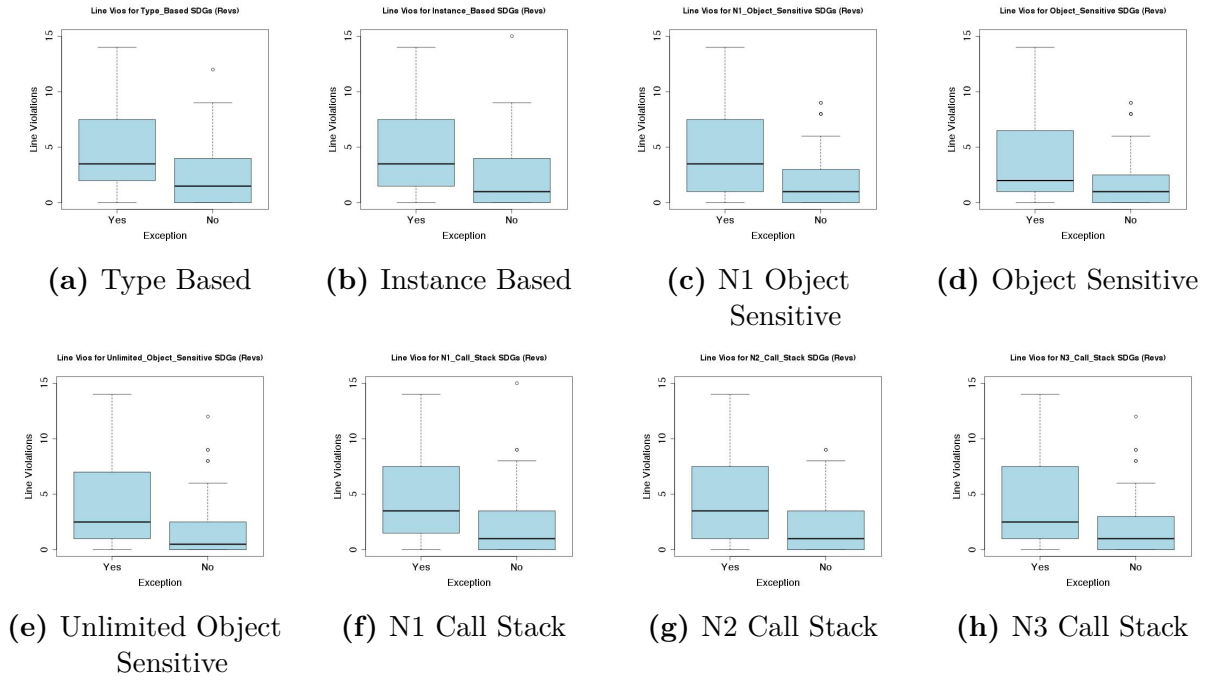 Line Vios for Type_Based SDGs (Revs)
15
10
5
0
Line Violations
Yes No
Exception
(a) Type Based
Line Vios for Instance_Based SDGs (Revs)
15
10
5
0
Line Violations
Yes No
Exception
(b) Instance Based
Line Vios for N1_Object_Sensitive SDGs (Revs)
15
10
5
0
Line Violations
Yes No
Exception
(c) N1 Object
Sensitive
Line Vios for Object_Sensitive SDGs (Revs)
15
10
5
0
Line Violations
Yes No
Exception
(d) Object Sensitive
Line Vios for Unlimited_Object_Sensitive SDGs (Revs)
15
10
5
0
Line Violations
Yes No
Exception
(e) Unlimited Object
Sensitive
Line Vios for N1_Call_Stack SDGs (Revs)
15
10
5
0
Line Violations
Yes No
Exception
(f) N1 Call Stack
Line Vios for N2_Call_Stack SDGs (Revs)
15
10
5
0
Line Violations
Yes No
Exception
(g) N2 Call Stack
Line Vios for N3_Call_Stack SDGs (Revs)
15
10
5
0
Line Violations
Yes No
Exception
(h) N3 Call Stack